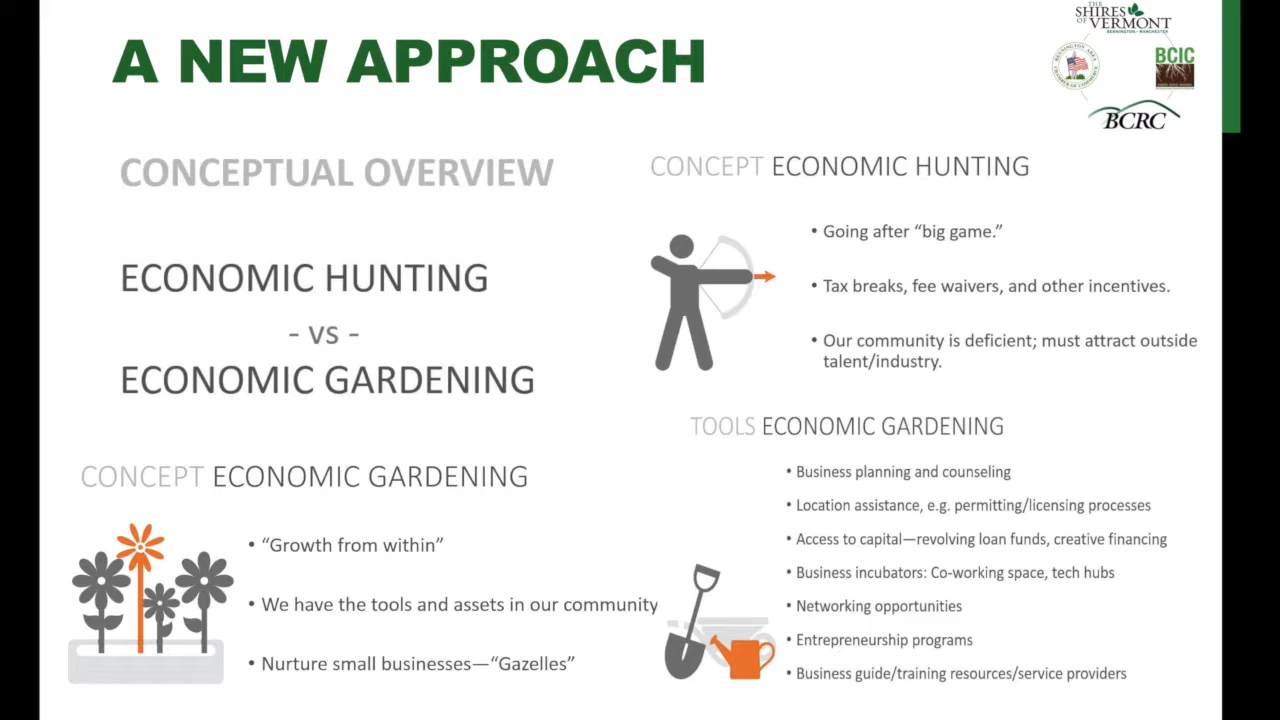 A NEW APPROACH
THE
SHIRES
OF VERMONT
BENNINGTON • MANCHESTER
BCIC
BCRC
CONCEPTUAL OVERVIEW
ECONOMIC HUNTING
- vs -
ECONOMIC GARDENING
CONCEPT ECONOMIC HUNTING
• Going after “big game.”
• Tax breaks, fee waivers, and other incentives.
• Our community is deficient; must attract outside
talent/industry.
CONCEPT ECONOMIC GARDENING
• “Growth from within”
• We have the tools and assets in our community
• Nurture small businesses—“Gazelles”
TOOLS ECONOMIC GARDENING
• Business planning and counseling
• Location assistance, e.g. permitting/licensing processes
• Access to capital—revolving loan funds, creative financing
• Business incubators: Co-working space, tech hubs
• Networking opportunities
• Entrepreneurship programs
• Business guide/training resources/service providers